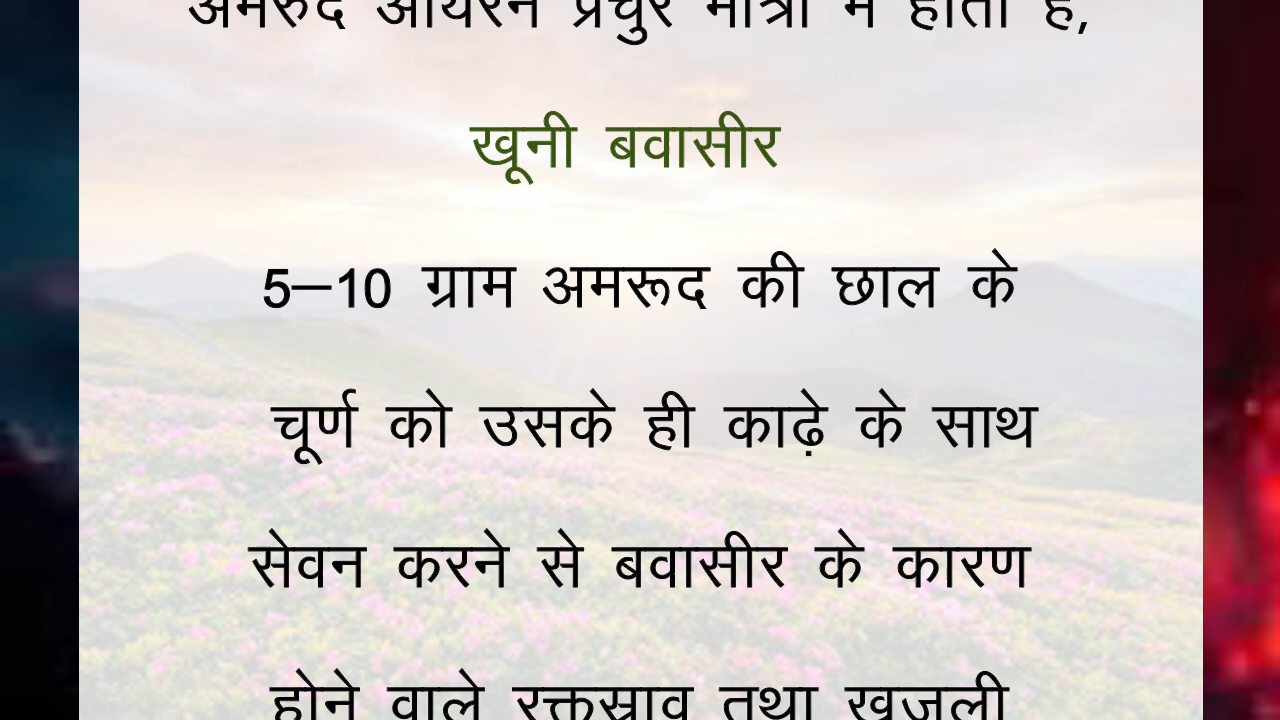 अमरुद आयरन प्रचुर मात्रा में होता है,
खूनी बवासीर
5–10 ग्राम अमरूद की छाल के
चूर्ण को उसके ही काढ़े के साथ
सेवन करने से बवासीर के कारण
होने वाले रक्तस्राव तथा खुजली